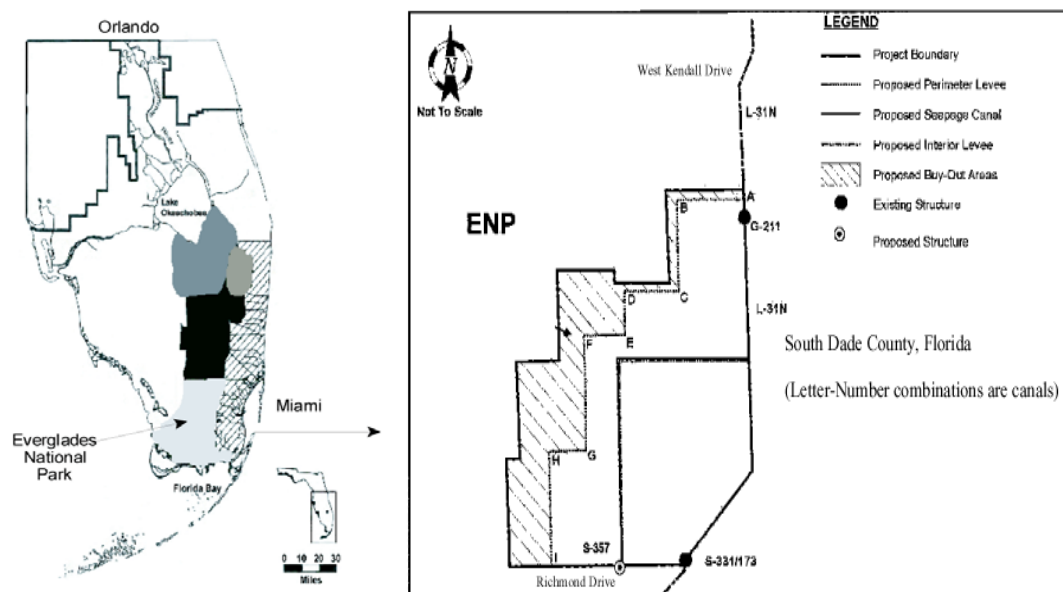 Orlando
Lake
Okeechobee
Everglades
National
Park
Miami
Florida Bay
0 10 20 30
Miles
N
Not To Scale
ENP
West Kendall Drive
L-31N
A
B
G-211
C
D
E
F
L-31N
G
H
I
S-357
S-331/173
Richmond Drive
LEGEND
Project Boundary
Proposed Perimeter Levee
Proposed Seepage Canal
Proposed Interior Levee
Proposed Buy-Out Areas
Existing Structure
Proposed Structure
South Dade County, Florida
(Letter-Number combinations are canals)